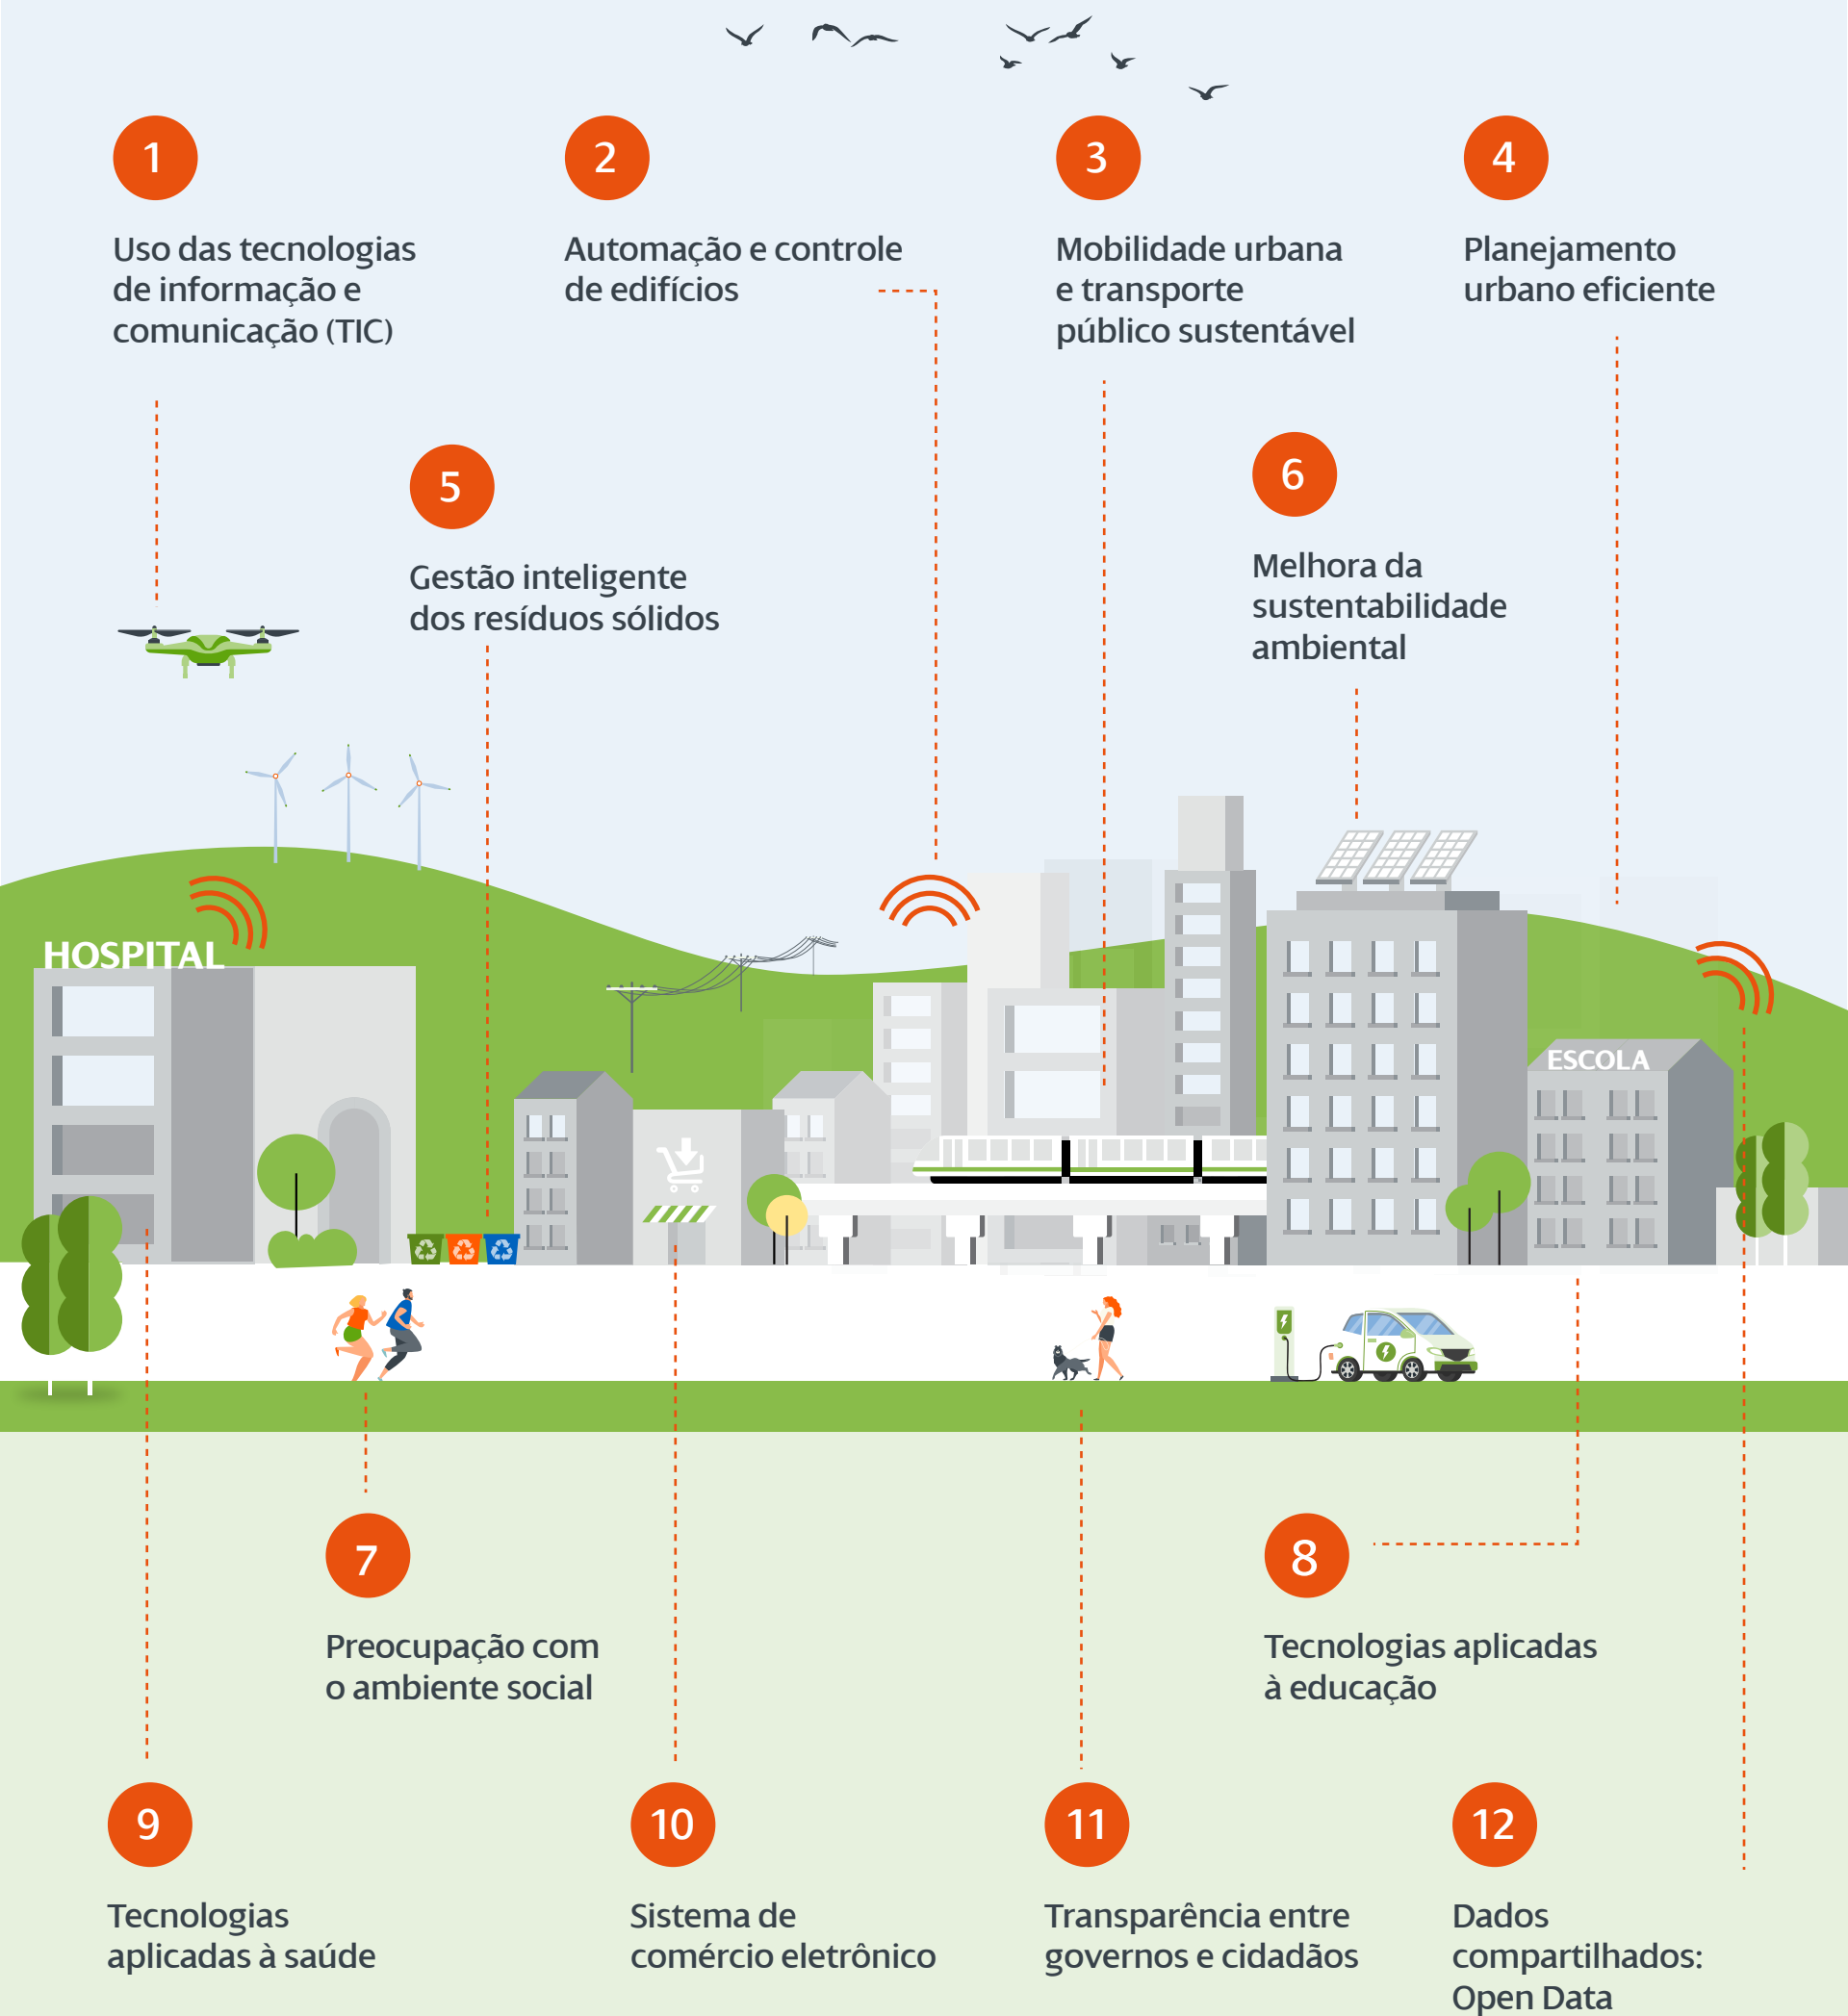 1
Uso das tecnologias
de informação e
comunicação (TIC)
2
Automação e controle
de edifícios
3
Mobilidade urbana
e transporte
público sustentável
4
Planejamento
urbano eficiente
5
Gestão inteligente
dos resíduos sólidos
6
Melhora da
sustentabilidade
ambiental
HOSPITAL
ESCOLA
7
Preocupação com
o ambiente social
8
Tecnologias aplicadas
à educação
9
Tecnologias
aplicadas à saúde
10
Sistema de
comércio eletrônico
11
Transparência entre
governos e cidadãos
12
Dados
compartilhados:
Open Data